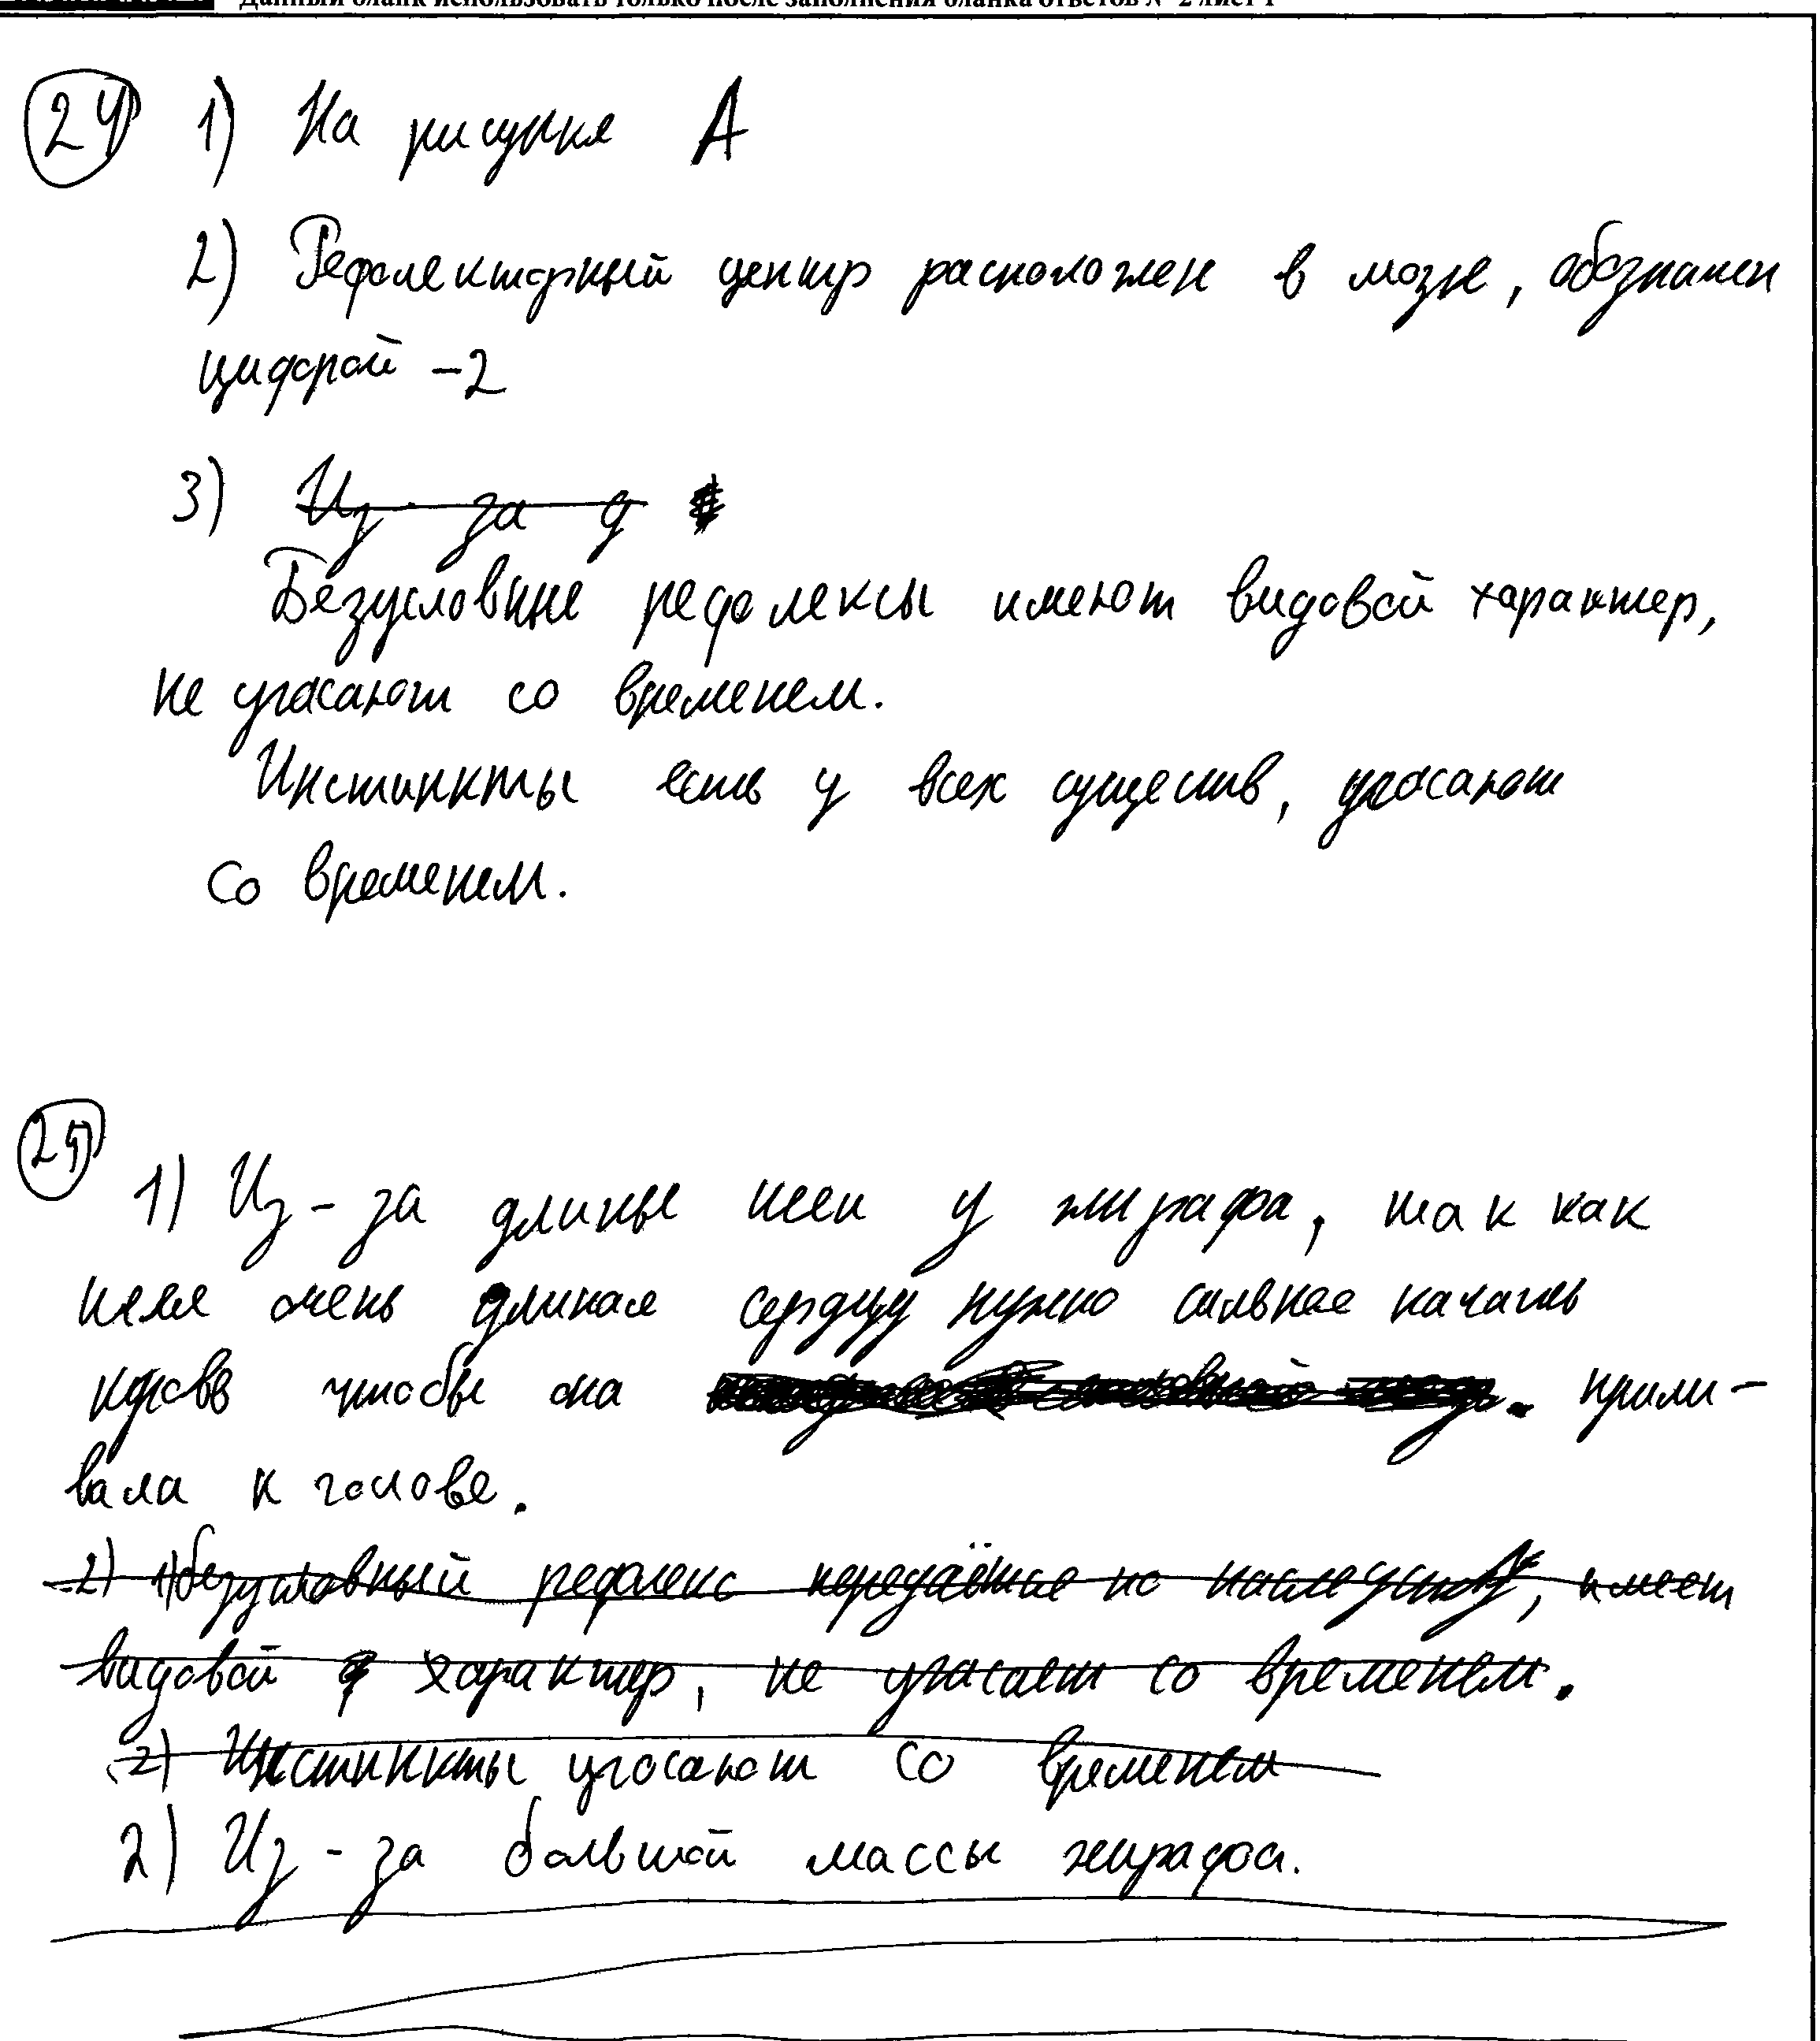 Данный бланк использовать только после заполнения бланка ответов № 2 лист 1
24 1) На рисунке А
2) Рефлекторный центр расположен в мозге, обозначен
цифрой -2
3) Из-за д
Безусловные рефлексы имеют видовой характер,
не угасают со временем.
Инстинкты есть у всех существ, угасают
со временем.
25
1) Из-за длины шеи у жирафа, так как
шея очень длиная сердцу нужно сильнее качать
кровь чтобы она прили-
вала к голове.
2) 1) безусловный рефлекс передаётся по наследству, имеет
видовой характер, не угасает со временем.
2) Инстинкты угасают со временем
2) Из-за большой массы жирафа.